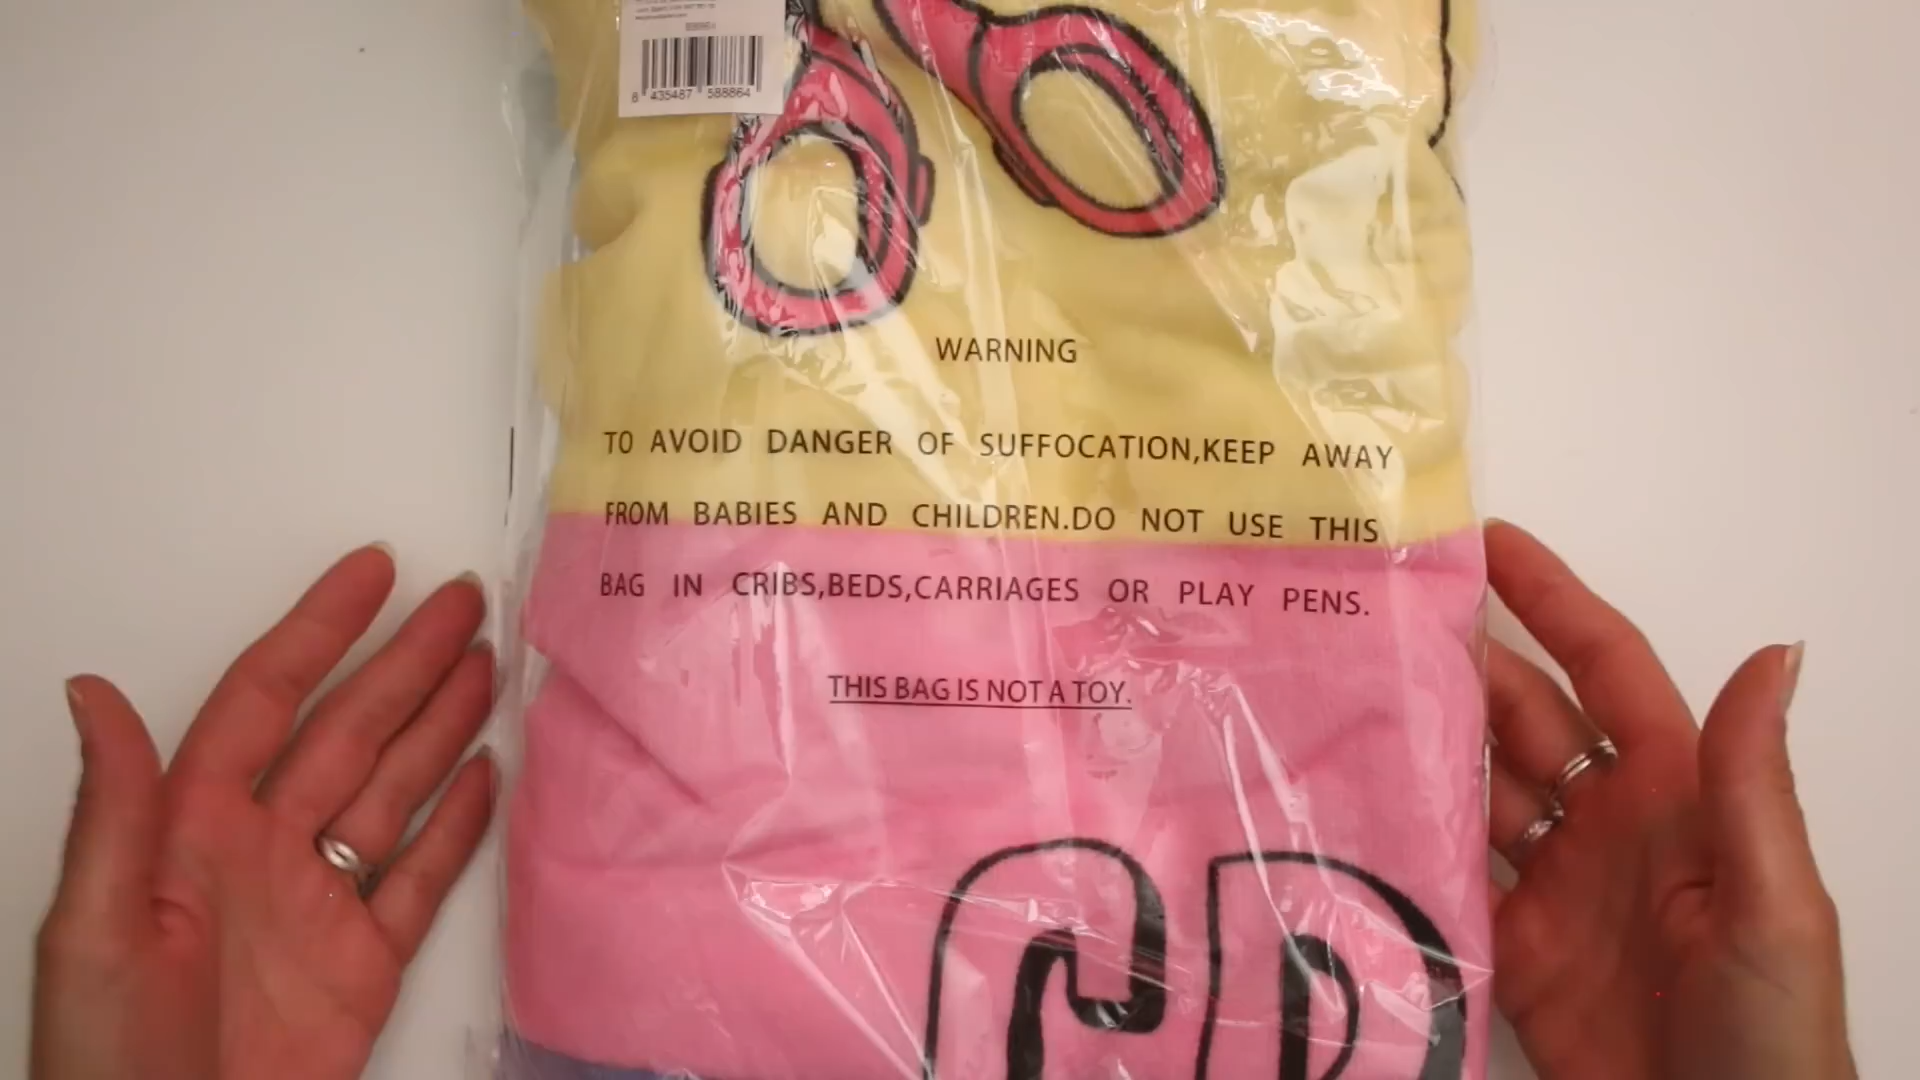 8 435487 588864
WARNING
TO AVOID DANGER OF SUFFOCATION,KEEP AWAY
FROM BABIES AND CHILDREN.DO NOT USE THIS
BAG IN CRIBS,BEDS,CARRIAGES OR PLAY PENS.
THIS BAG IS NOT A TOY.